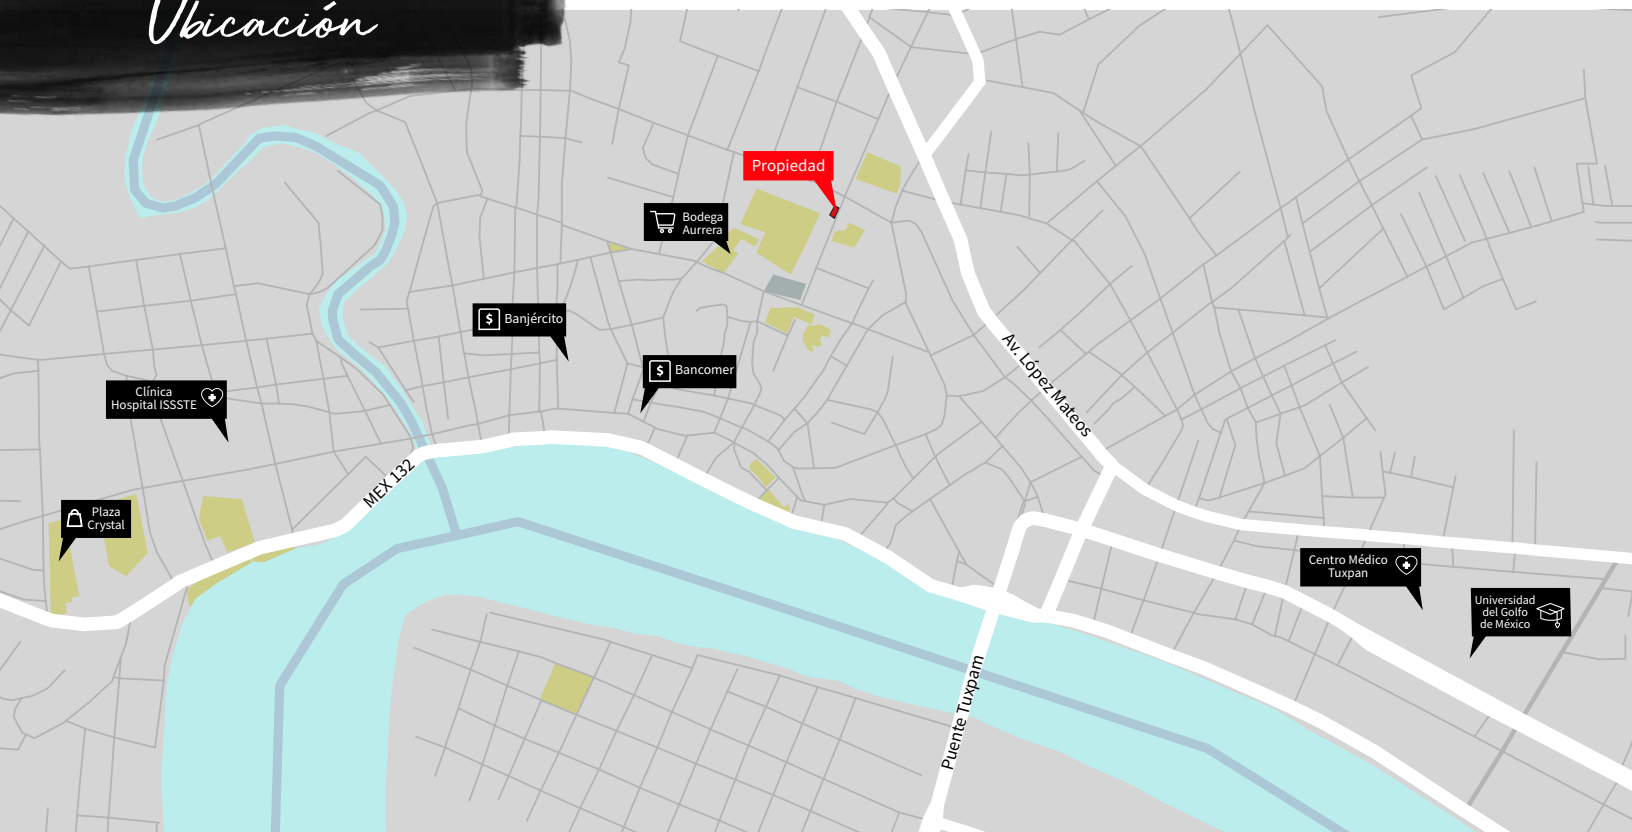 Ubicación
Propiedad
Bodega
Aurrera
Banjército
Bancomer
Av. López Mateos
Clínica
Hospital ISSSTE
MEX 132
Plaza
Crystal
Centro Médico
Tuxpan
Universidad
del Golfo
de México
Puente Tuxpam